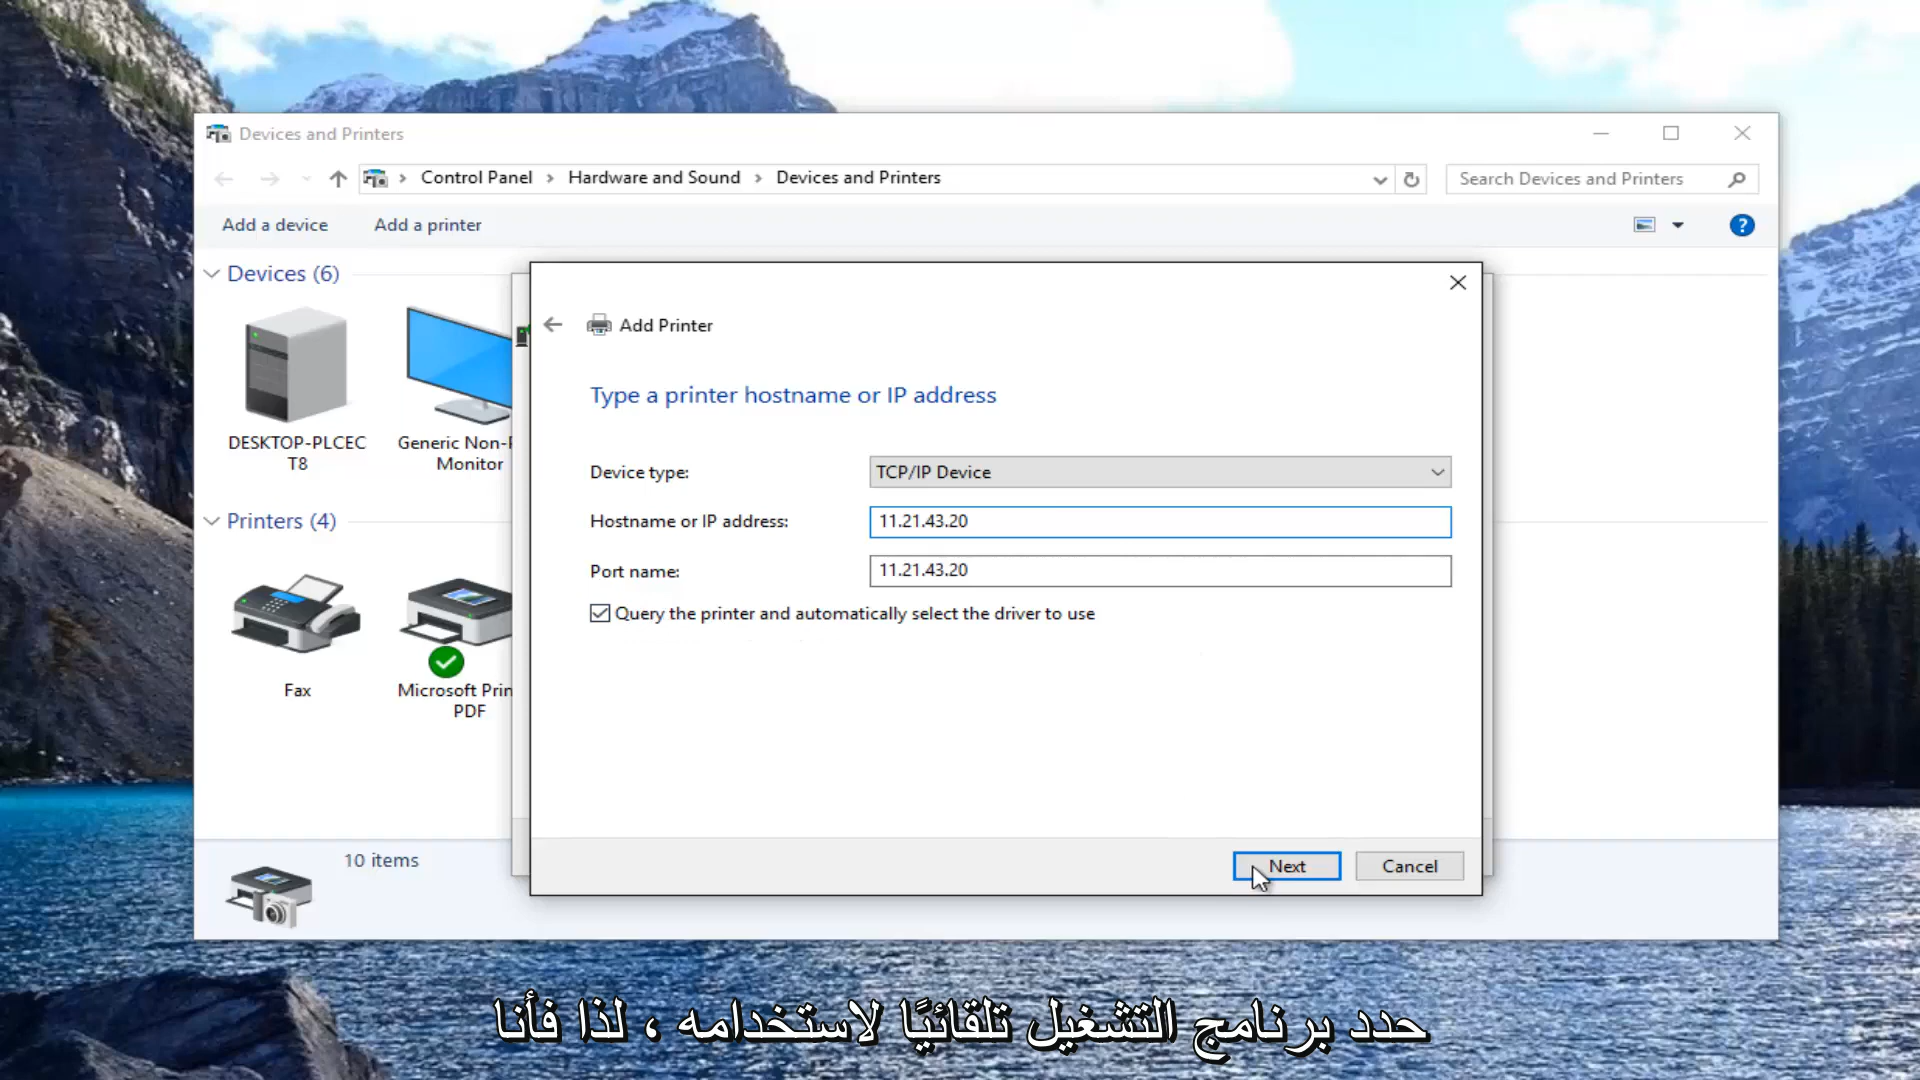 Devices and Printers
Control Panel > Hardware and Sound > Devices and Printers
Search Devices and Printers
Add a device
Add a printer
?
Devices (6)
DESKTOP-PLCEC
T8
Generic Non-
Monitor
Printers (4)
Fax
Microsoft Prin
PDF
10 items
Add Printer
Type a printer hostname or IP address
Device type:
TCP/IP Device
Hostname or IP address:
11.21.43.20
Port name:
11.21.43.20
Query the printer and automatically select the driver to use
Next
Cancel
حدد برنامج التشغيل تلقائيًا لاستخدامه ، لذا فأنا